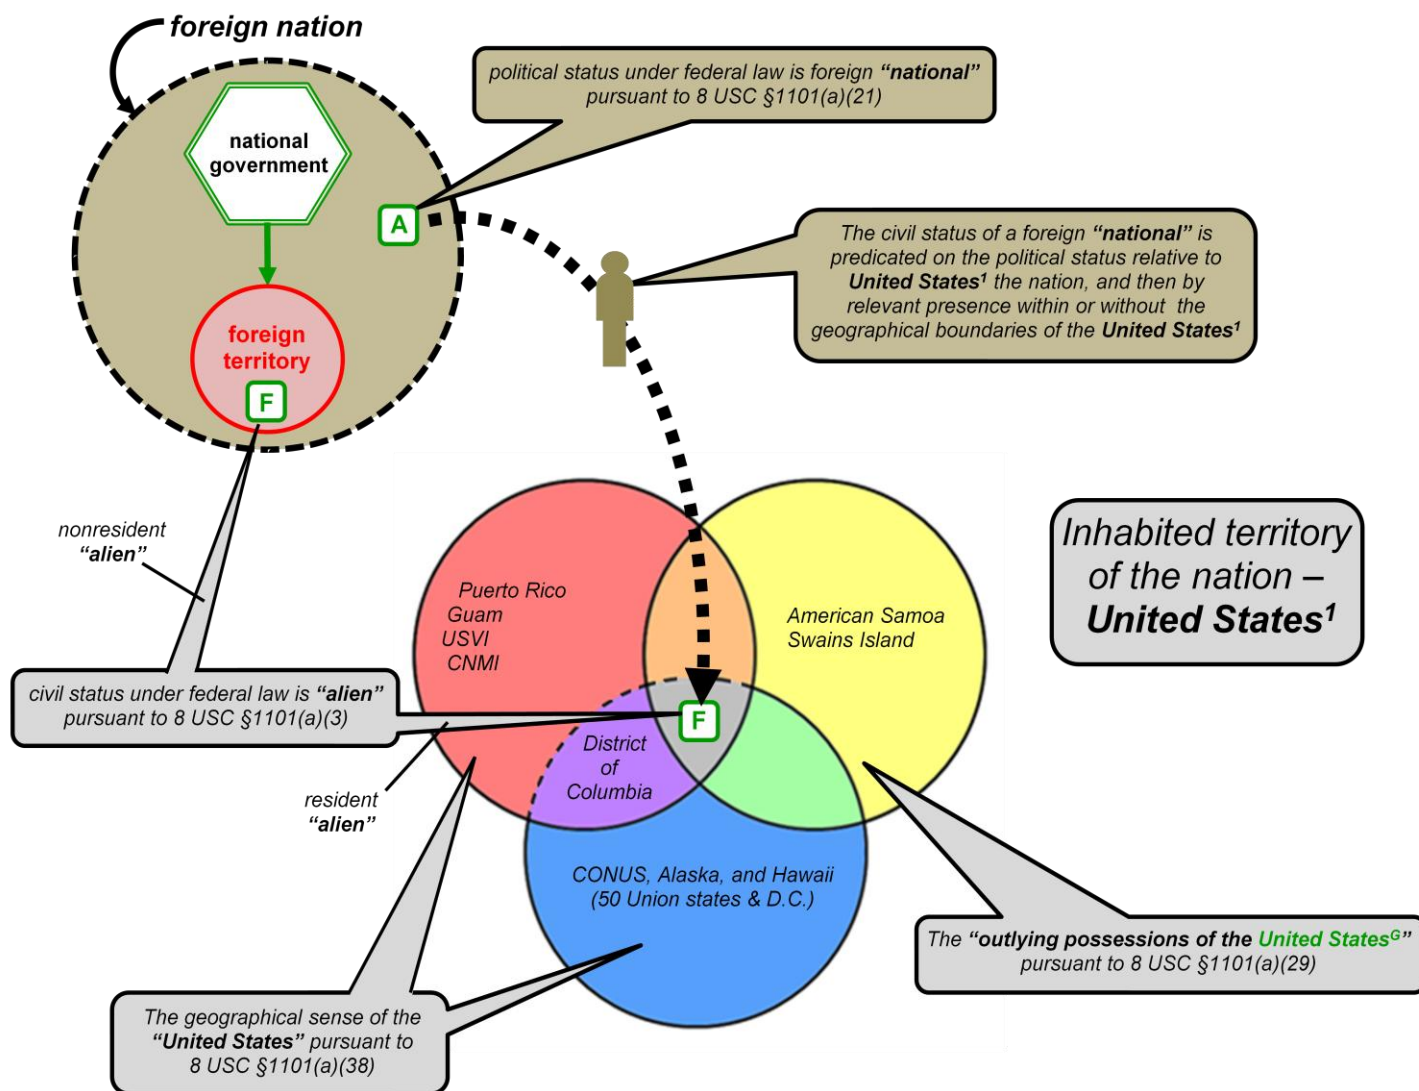 foreign nation
political status under federal law is foreign “national”
pursuant to 8 USC §1101(a)(21)
national
government
A
The civil status of a foreign “national” is
predicated on the political status relative to
United States¹ the nation, and then by
relevant presence within or without the
geographical boundaries of the United States¹
foreign
territory
F
nonresident
“alien”
Inhabited territory
of the nation –
United States¹
Puerto Rico
Guam
USVI
CNMI
American Samoa
Swains Island
civil status under federal law is “alien”
pursuant to 8 USC §1101(a)(3)
F
District
of
Columbia
resident
“alien”
CONUS, Alaska, and Hawaii
(50 Union states & D.C.)
The “outlying possessions of the United Statesᴳ”
pursuant to 8 USC §1101(a)(29)
The geographical sense of the
“United States” pursuant to
8 USC §1101(a)(38)